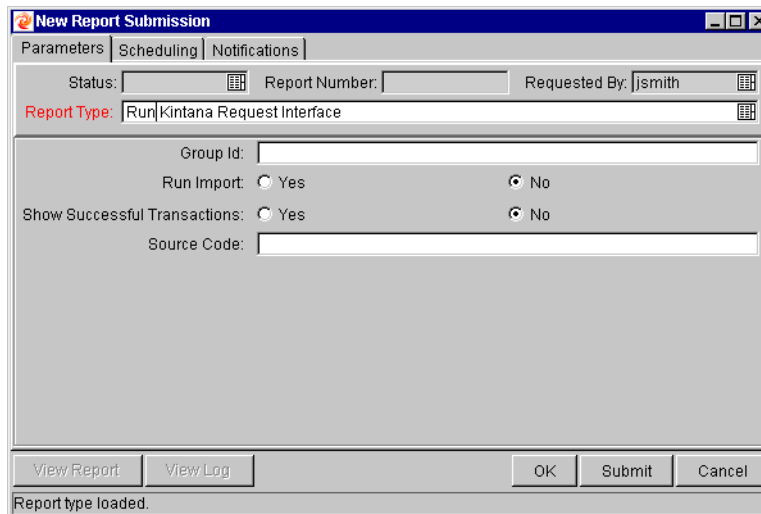 New Report Submission
Parameters Scheduling Notifications
Status: Report Number: Requested By: jsmith
Report Type: Run Kintana Request Interface
Group Id:
Run Import: Yes No
Show Successful Transactions: Yes No
Source Code:
View Report View Log OK Submit Cancel
Report type loaded.